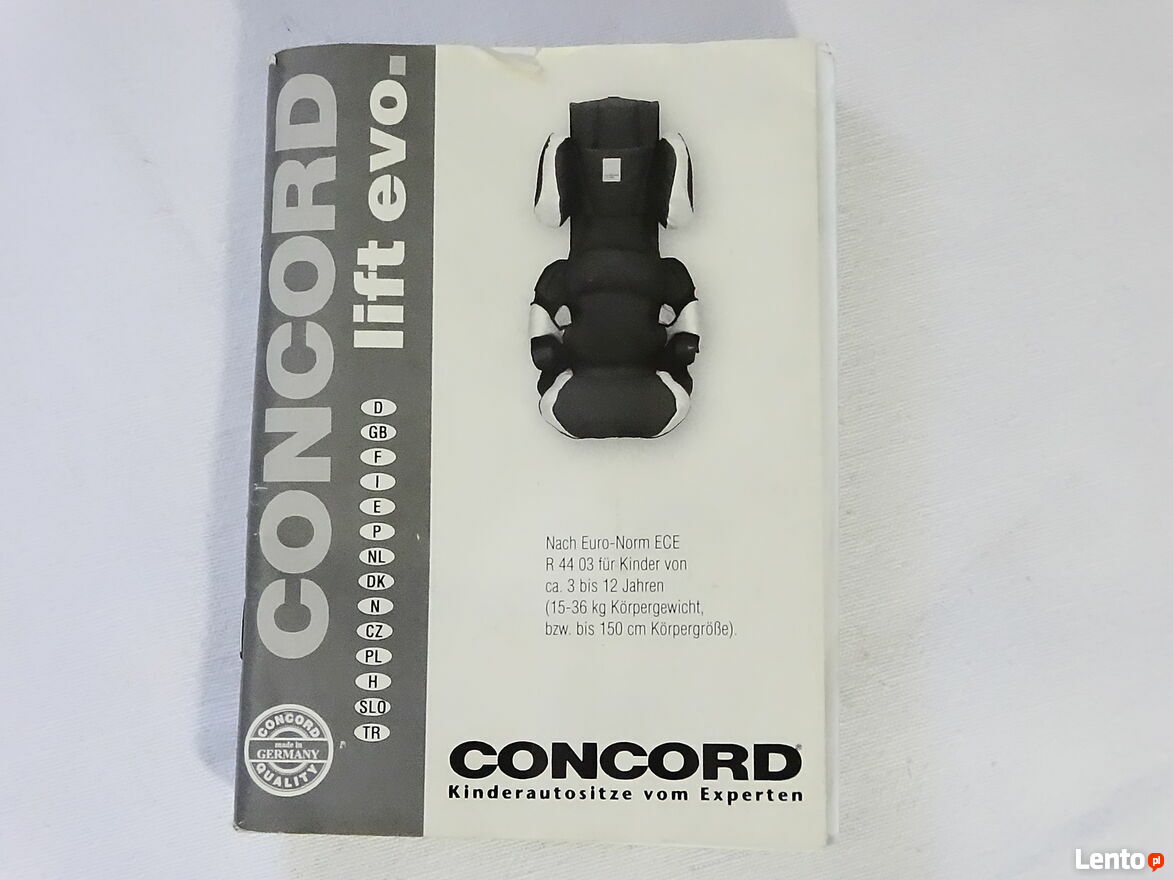 CONCORD
lift evo.
D
GB
F
I
E
P
NL
DK
N
CZ
PL
H
SLO
TR
CONCORD
made in
GERMANY
QUALITY
Nach Euro-Norm ECE
R 44 03 für Kinder von
ca. 3 bis 12 Jahren
(15-36 kg Körpergewicht,
bzw. bis 150 cm Körpergröße).
CONCORD®
Kinderautositze vom Experten
Lento.pl